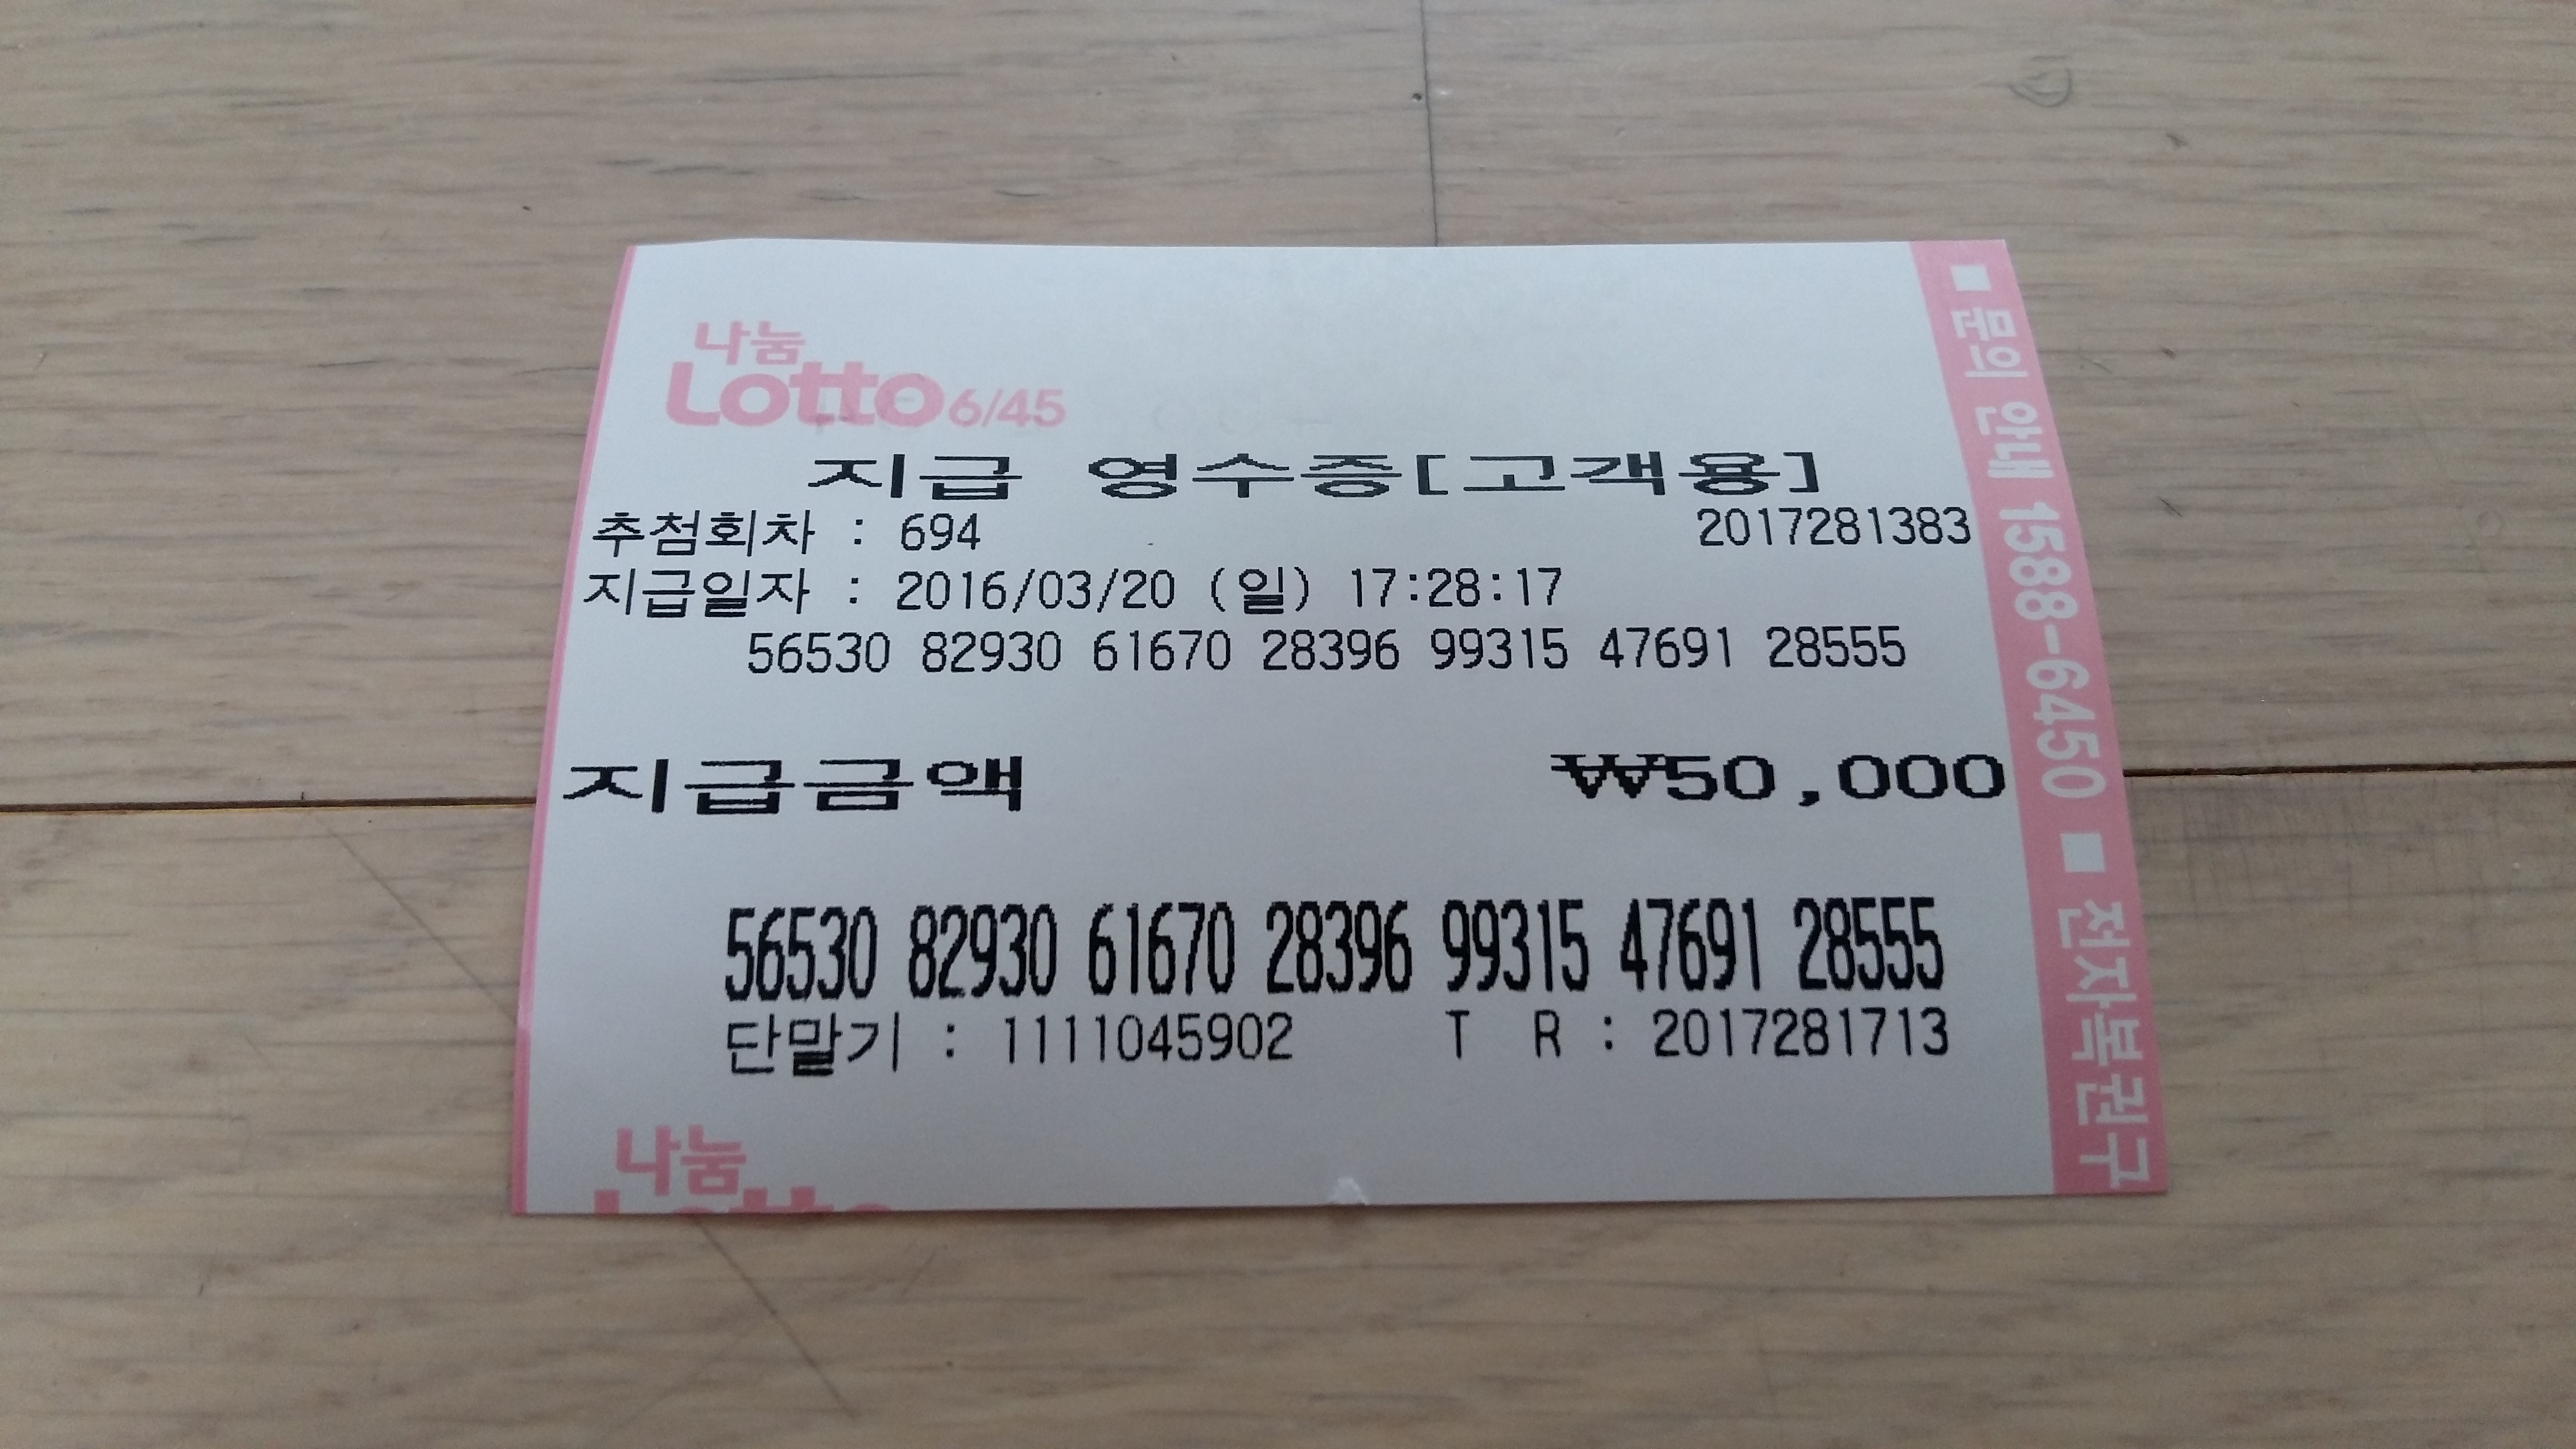 나눔
Lotto 6/45
지급 영수증[고객용]
추첨회차 : 694 2017281383
지급일자 : 2016/03/20 (일) 17:28:17
56530 82930 61670 28396 99315 47691 28555
지급금액 ₩50,000
56530 82930 61670 28396 99315 47691 28555
단말기 : 1111045902 T R : 2017281713
나눔
Lotto
■ 문의 안내 1588-6450 ■ 전자복권구